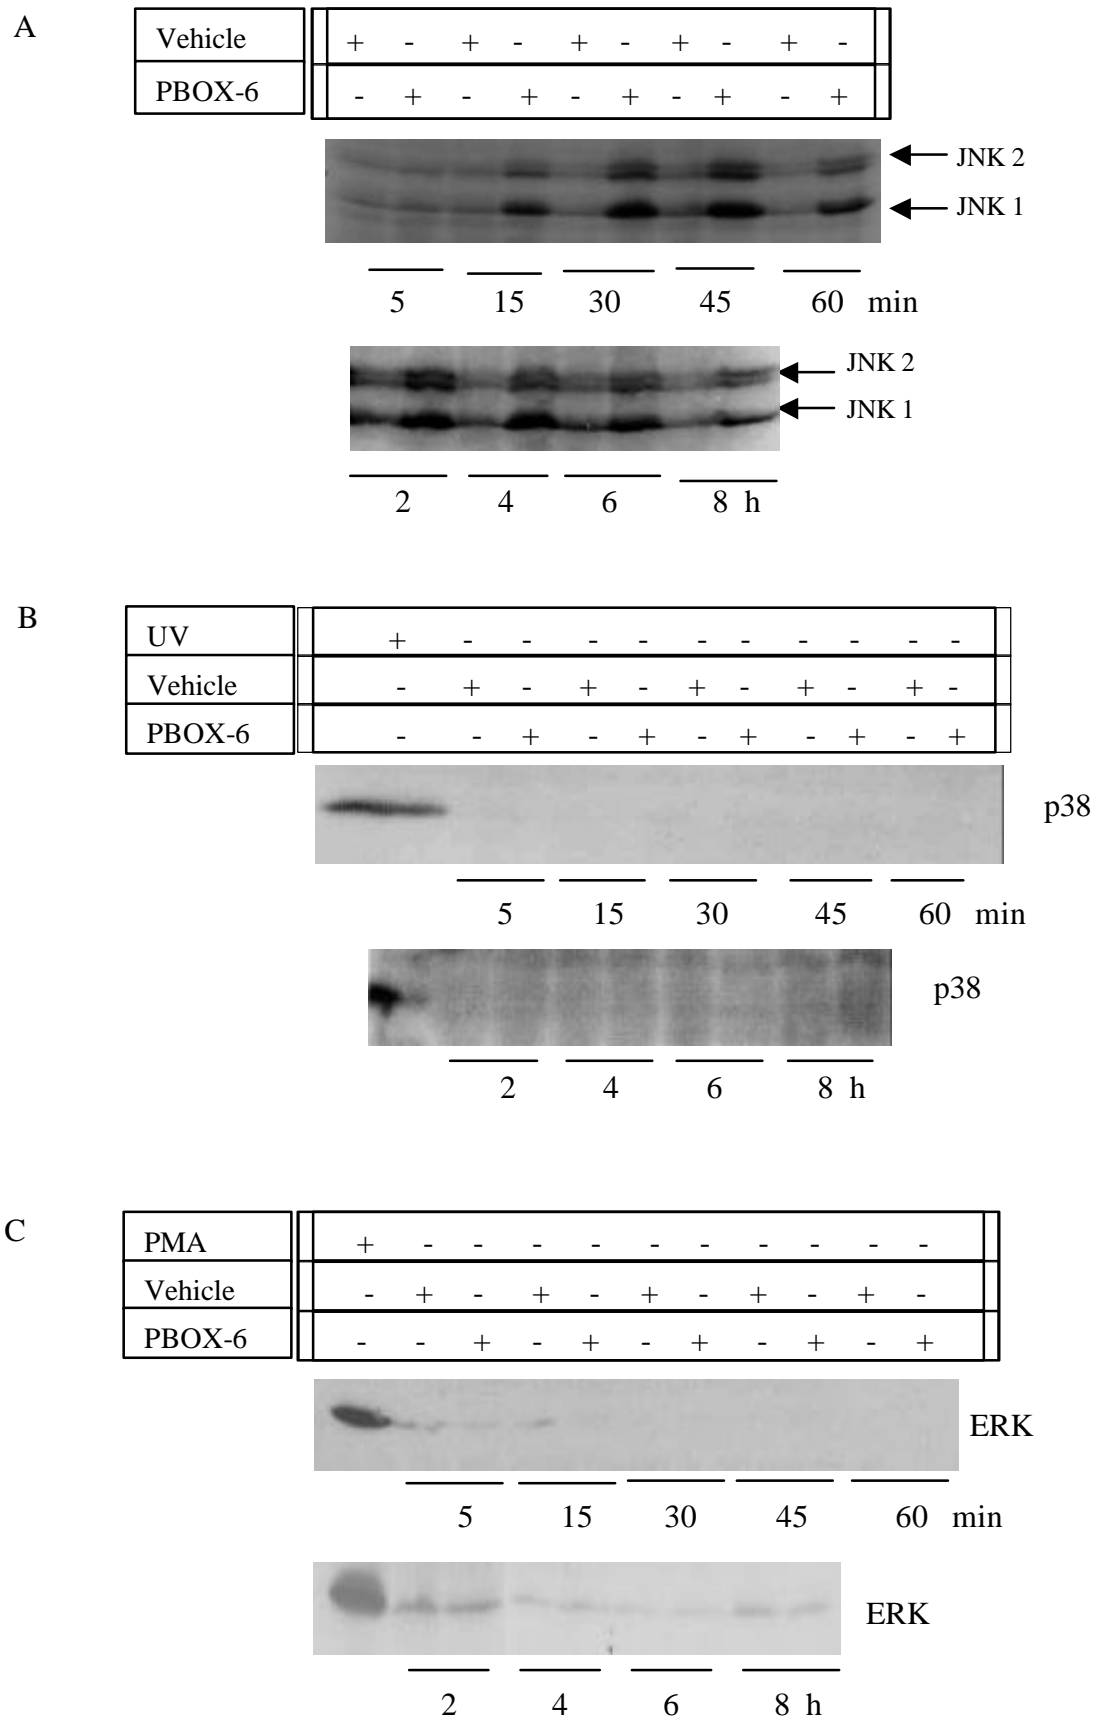 A
Vehicle + - + - + - + - + -
PBOX-6 - + - + - + - + - +
JNK 2
JNK 1
5 15 30 45 60 min
JNK 2
JNK 1
2 4 6 8 h
B
UV + - - - - - - - - - -
Vehicle - + - + - + - + - + -
PBOX-6 - - + - + - + - + - +
p38
5 15 30 45 60 min
p38
2 4 6 8 h
C
PMA + - - - - - - - - - -
Vehicle - + - + - + - + - + -
PBOX-6 - - + - + - + - + - +
ERK
5 15 30 45 60 min
ERK
2 4 6 8 h